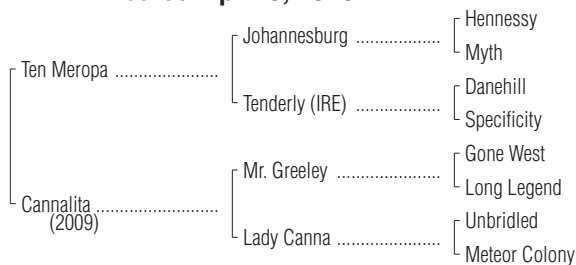 Hennessy
Johannesburg ....................
Myth
Ten Meropa ........................
Danehill
Tenderly (IRE) ....................
Specificity
Gone West
Mr. Greeley ........................
Long Legend
Cannalita ............................
(2009)
Unbridled
Lady Canna ........................
Meteor Colony